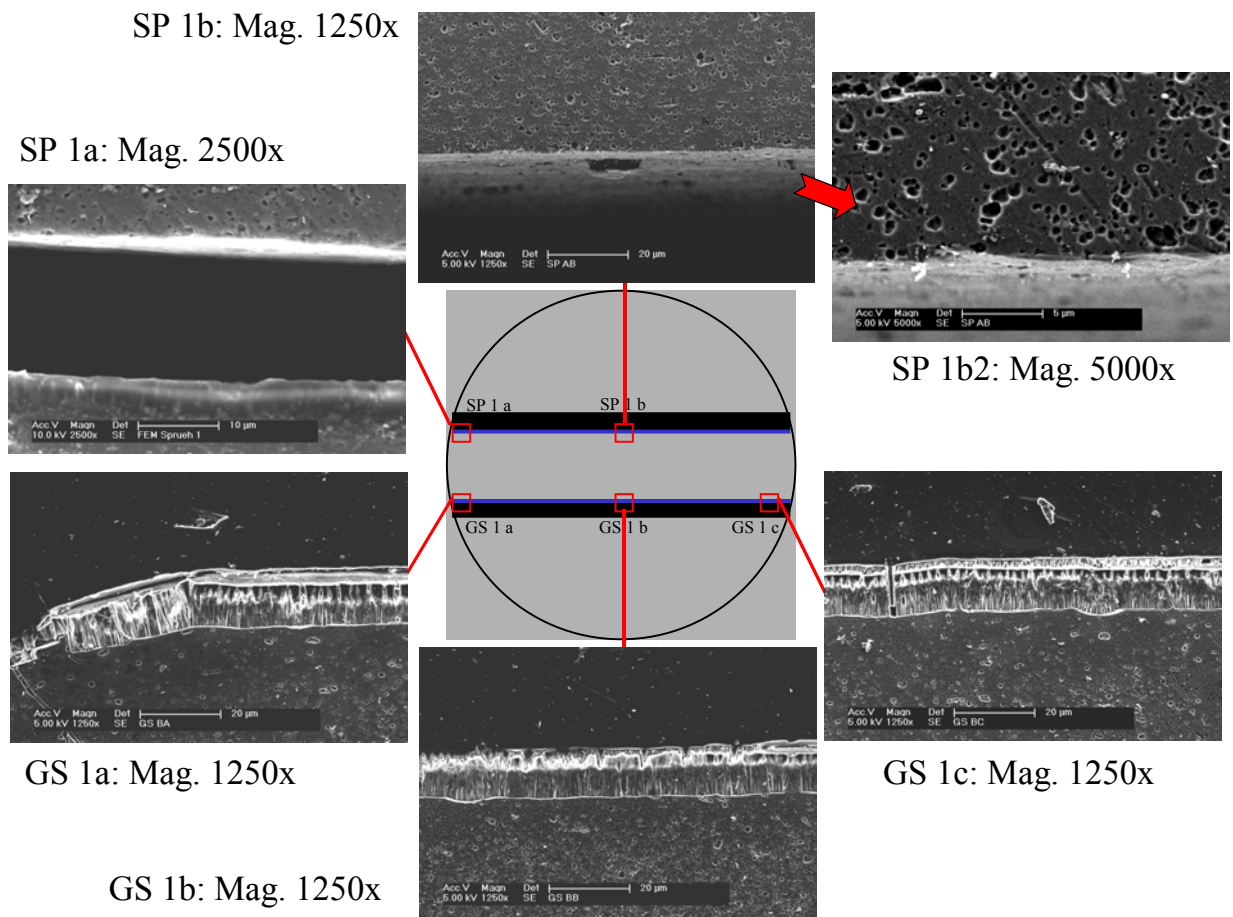 SP 1b: Mag. 1250x
SP 1a: Mag. 2500x
Acc.V Magn Det 20 µm
5.00 kV 1250x SE SP AB
Acc.V Magn Det 5 µm
5.00 kV 5000x SE SP AB
SP 1b2: Mag. 5000x
Acc.V Magn Det 10 µm
10.0 kV 2500x SE FEM Sprueh 1
SP 1 a
SP 1 b
GS 1 a
GS 1 b
GS 1 c
Acc.V Magn Det 20 µm
5.00 kV 1250x SE GS BA
GS 1a: Mag. 1250x
Acc.V Magn Det 20 µm
5.00 kV 1250x SE GS BC
GS 1c: Mag. 1250x
Acc.V Magn Det 20 µm
5.00 kV 1250x SE GS BB
GS 1b: Mag. 1250x